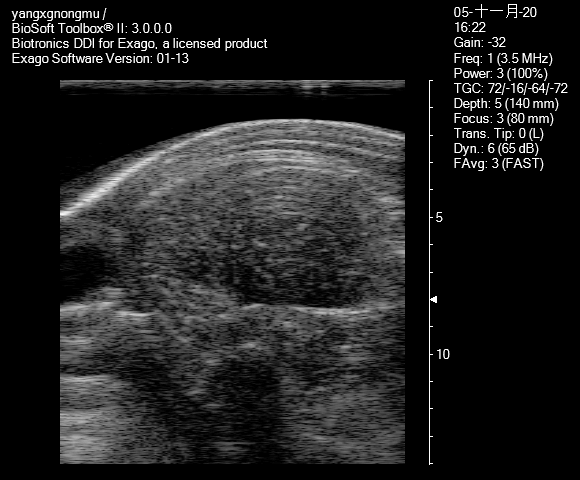 yangxgnongmu /
BioSoft Toolbox® II: 3.0.0.0
Biotronics DDI for Exago, a licensed product
Exago Software Version: 01-13
05-十一月-20
16:22
Gain: -32
Freq: 1 (3.5 MHz)
Power: 3 (100%)
TGC: 72/-16/-64/-72
Depth: 5 (140 mm)
Focus: 3 (80 mm)
Trans. Tip: 0 (L)
Dyn.: 6 (65 dB)
FAvg: 3 (FAST)
5
10